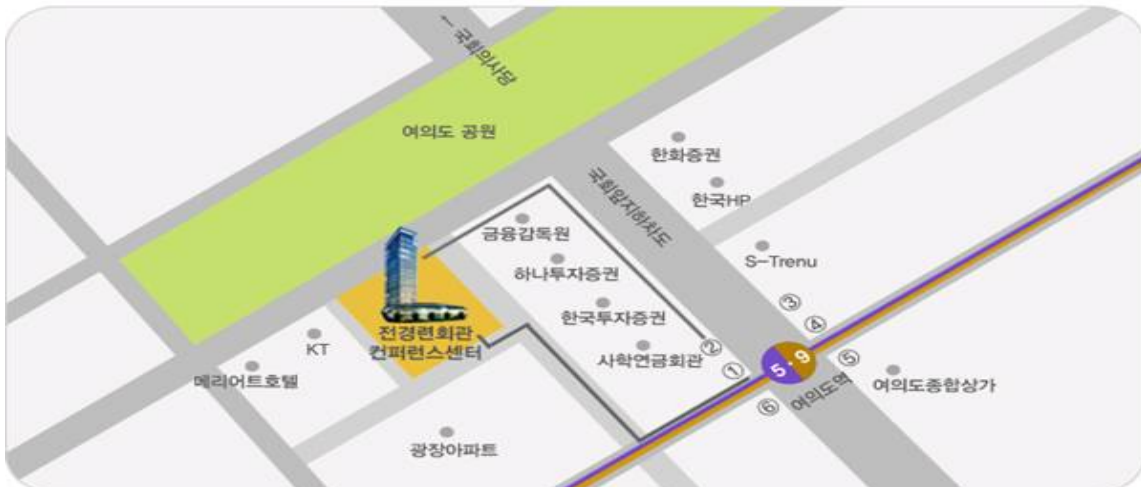 ← 국회의사당
여의도 공원
한화증권
한국HP
국회앞지하차도
금융감독원
하나투자증권
S-Trenu
한국투자증권
③
④
전경련회관
컨퍼런스센터
KT
사학연금회관
②
①
5·9
⑤
메리어트호텔
여의도역
여의도종합상가
⑥
광장아파트